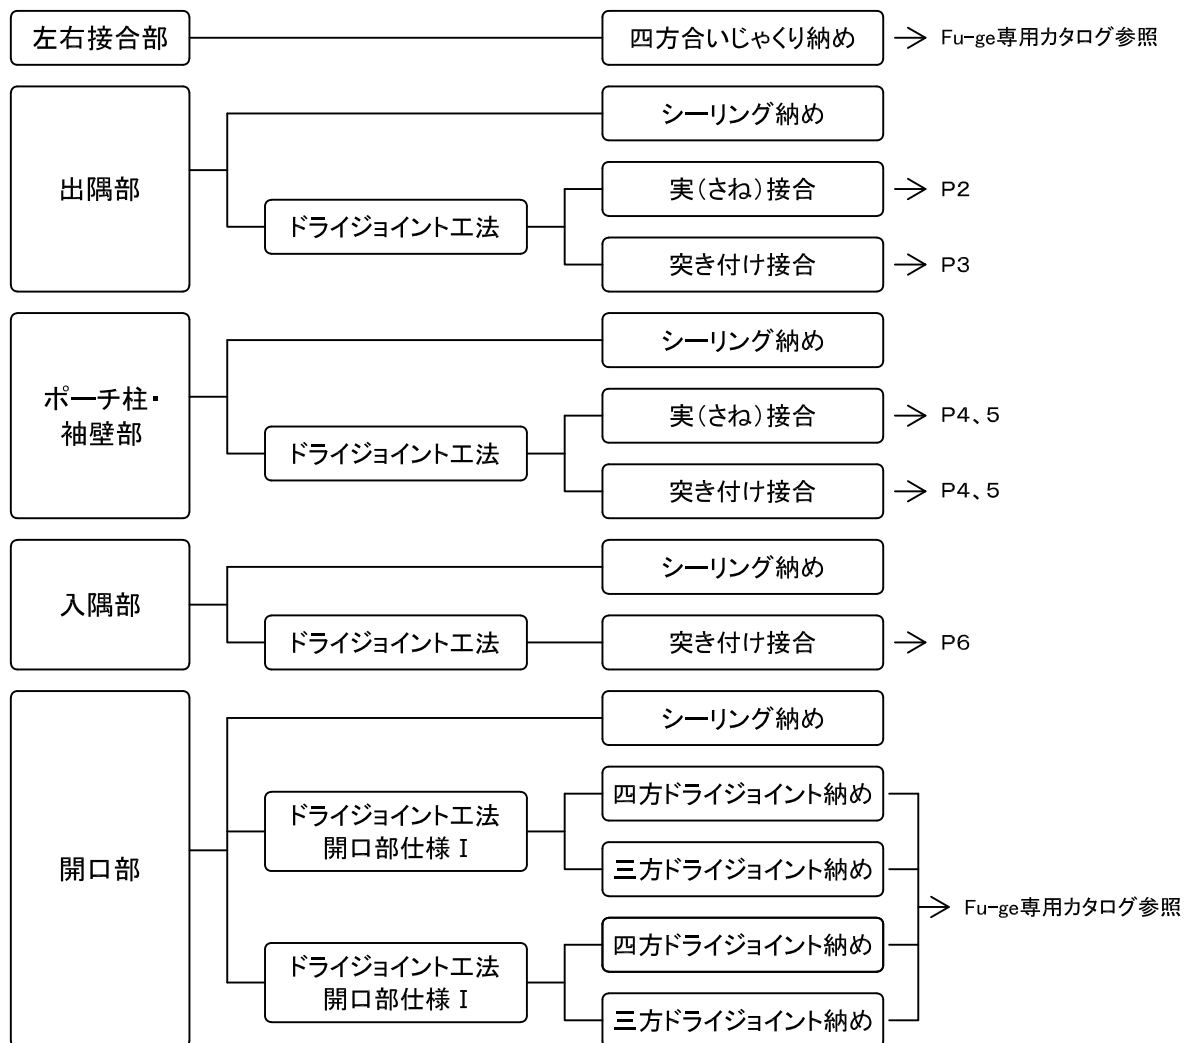 左右接合部
四方合いじゃくり納め
Fu-ge専用カタログ参照
出隅部
シーリング納め
ドライジョイント工法
実(さね)接合
P2
突き付け接合
P3
ポーチ柱・
袖壁部
シーリング納め
ドライジョイント工法
実(さね)接合
P4、5
突き付け接合
P4、5
入隅部
シーリング納め
ドライジョイント工法
突き付け接合
P6
開口部
シーリング納め
ドライジョイント工法
開口部仕様Ⅰ
四方ドライジョイント納め
三方ドライジョイント納め
ドライジョイント工法
開口部仕様Ⅰ
四方ドライジョイント納め
三方ドライジョイント納め
Fu-ge専用カタログ参照